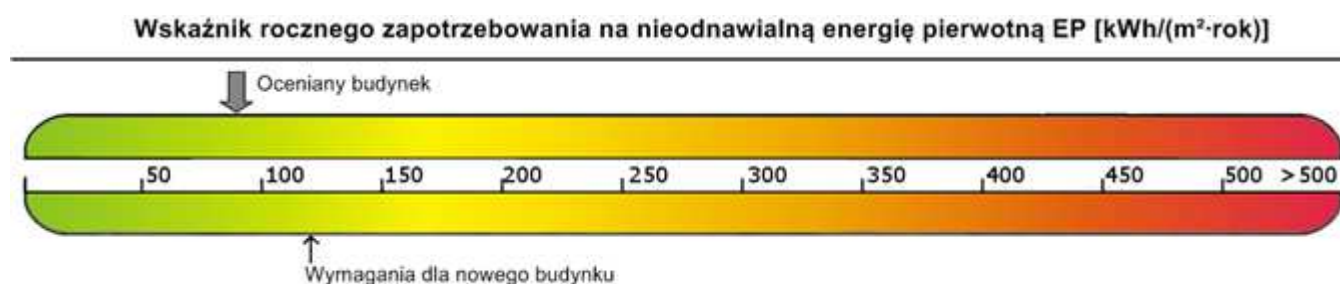 Wskaźnik rocznego zapotrzebowania na nieodnawialną energię pierwotną EP [kWh/(m²·rok)]
Oceniany budynek
50 100 150 200 250 300 350 400 450 500 >500
Wymagania dla nowego budynku